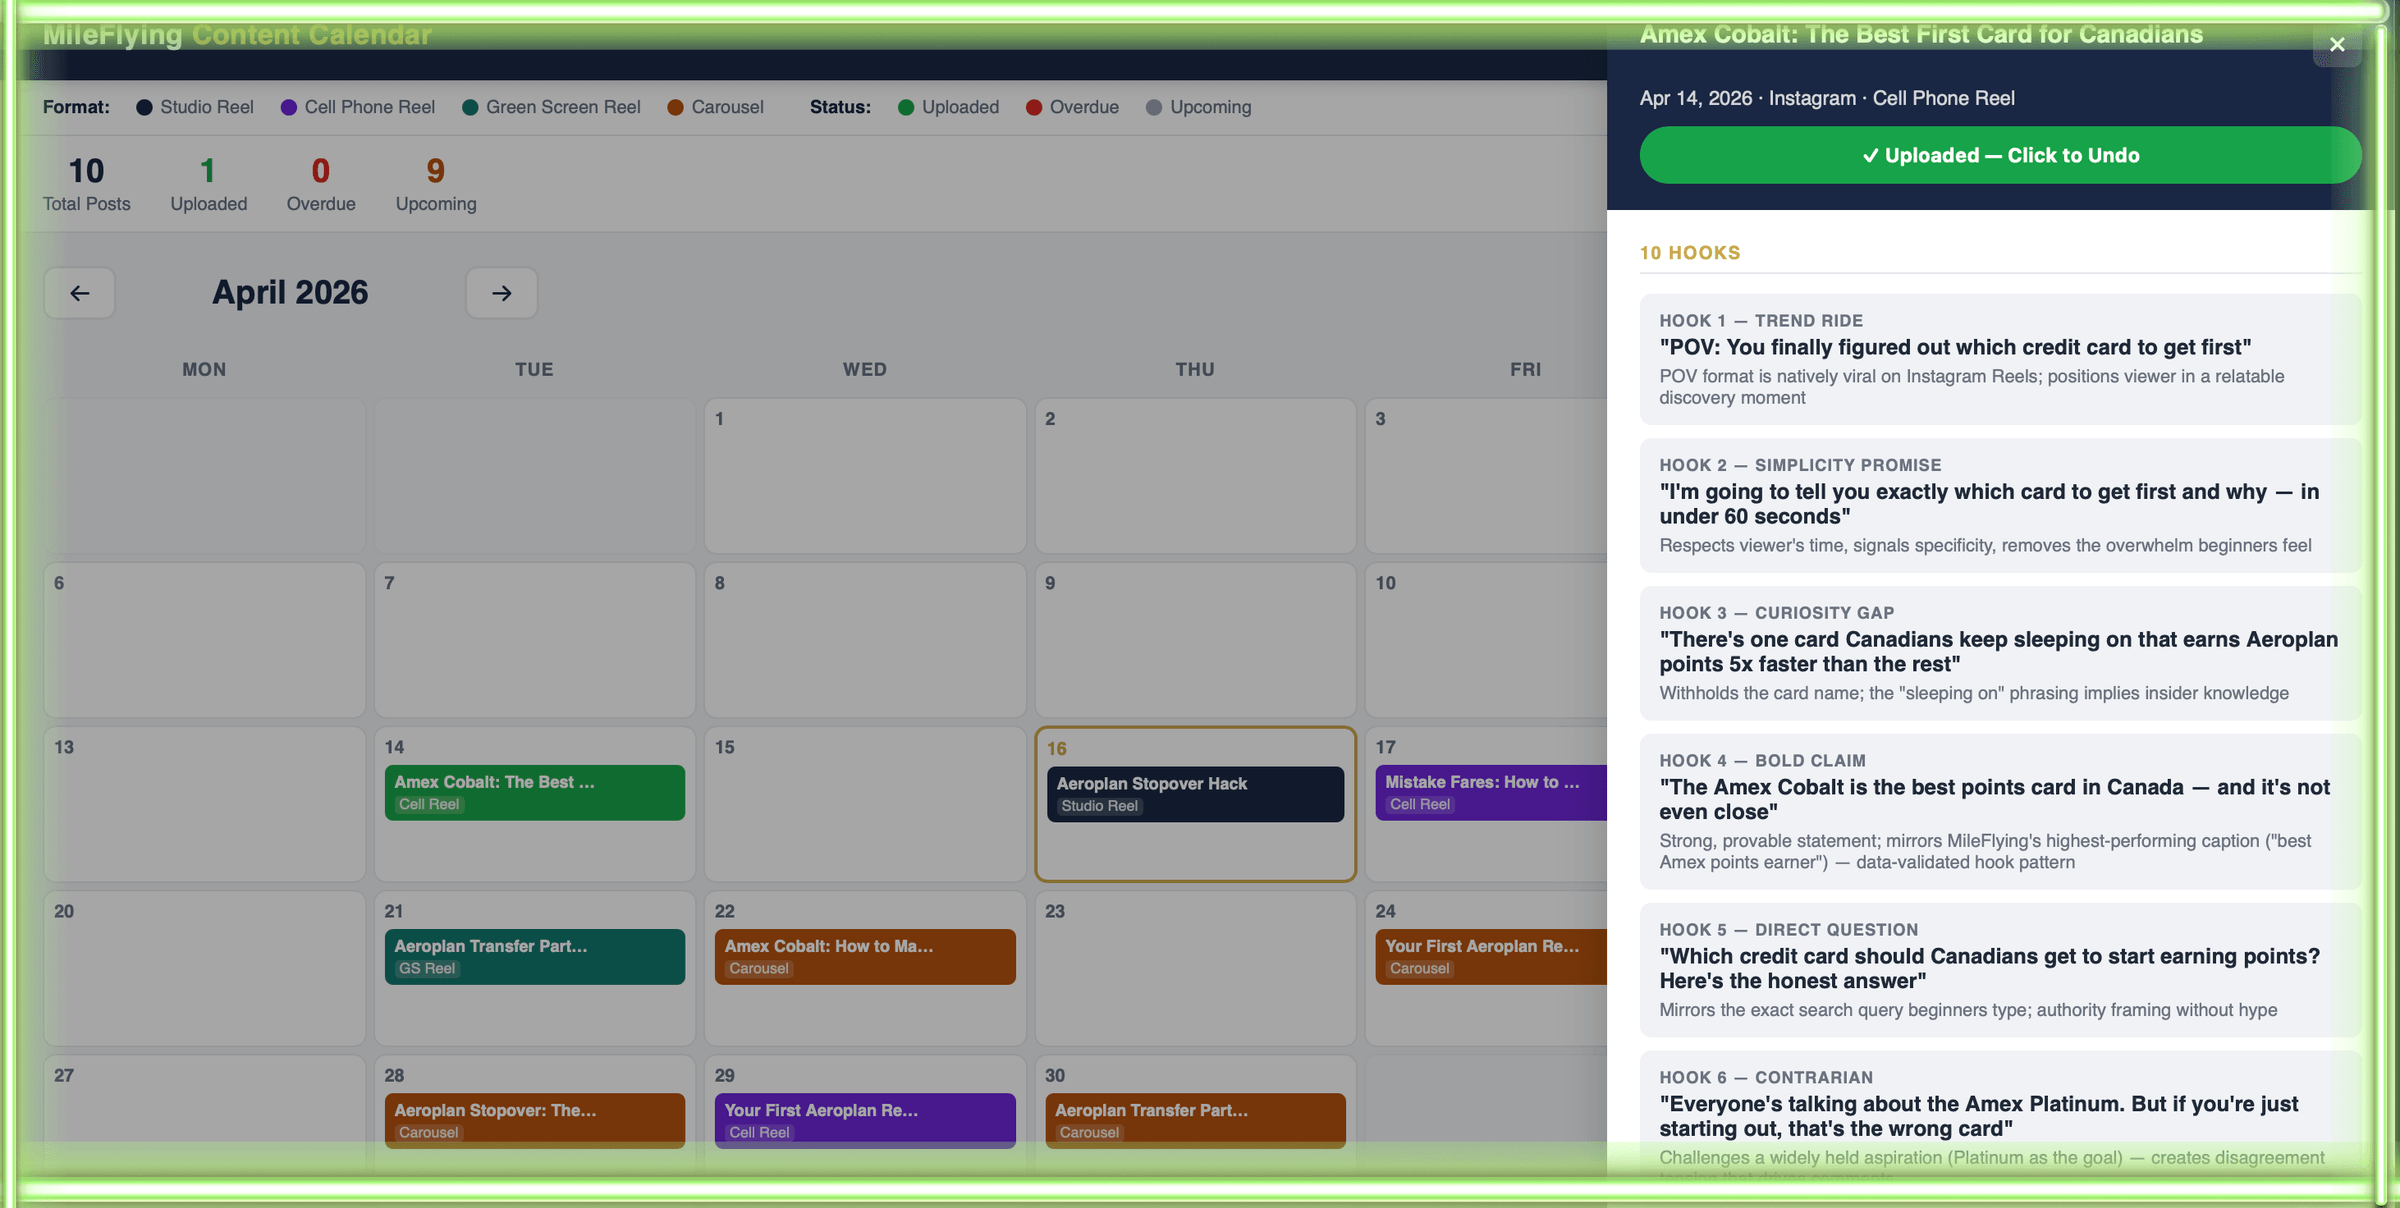 MileFlying Content Calendar
Format: Studio Reel Cell Phone Reel Green Screen Reel Carousel Status: Uploaded Overdue Upcoming
10 1 0 9
Total Posts Uploaded Overdue Upcoming
← April 2026 →
MON TUE WED THU FRI
1 2 3
6 7 8 9 10
13
14
Amex Cobalt: The Best ...
Cell Reel
15
16
Aeroplan Stopover Hack
Studio Reel
17
Mistake Fares: How to ...
Cell Reel
20
21
Aeroplan Transfer Part...
GS Reel
22
Amex Cobalt: How to Ma...
Carousel
23
24
Your First Aeroplan Re...
Carousel
27
28
Aeroplan Stopover: The...
Carousel
29
Your First Aeroplan Re...
Cell Reel
30
Aeroplan Transfer Part...
Carousel
Amex Cobalt: The Best First Card for Canadians
×
Apr 14, 2026 · Instagram · Cell Phone Reel
✓ Uploaded — Click to Undo
10 HOOKS
HOOK 1 — TREND RIDE
"POV: You finally figured out which credit card to get first"
POV format is natively viral on Instagram Reels; positions viewer in a relatable
discovery moment
HOOK 2 — SIMPLICITY PROMISE
"I'm going to tell you exactly which card to get first and why — in
under 60 seconds"
Respects viewer's time, signals specificity, removes the overwhelm beginners feel
HOOK 3 — CURIOSITY GAP
"There's one card Canadians keep sleeping on that earns Aeroplan
points 5x faster than the rest"
Withholds the card name; the "sleeping on" phrasing implies insider knowledge
HOOK 4 — BOLD CLAIM
"The Amex Cobalt is the best points card in Canada — and it's not
even close"
Strong, provable statement; mirrors MileFlying's highest-performing caption ("best
Amex points earner") — data-validated hook pattern
HOOK 5 — DIRECT QUESTION
"Which credit card should Canadians get to start earning points?
Here's the honest answer"
Mirrors the exact search query beginners type; authority framing without hype
HOOK 6 — CONTRARIAN
"Everyone's talking about the Amex Platinum. But if you're just
starting out, that's the wrong card"
Challenges a widely held aspiration (Platinum as the goal) — creates disagreement